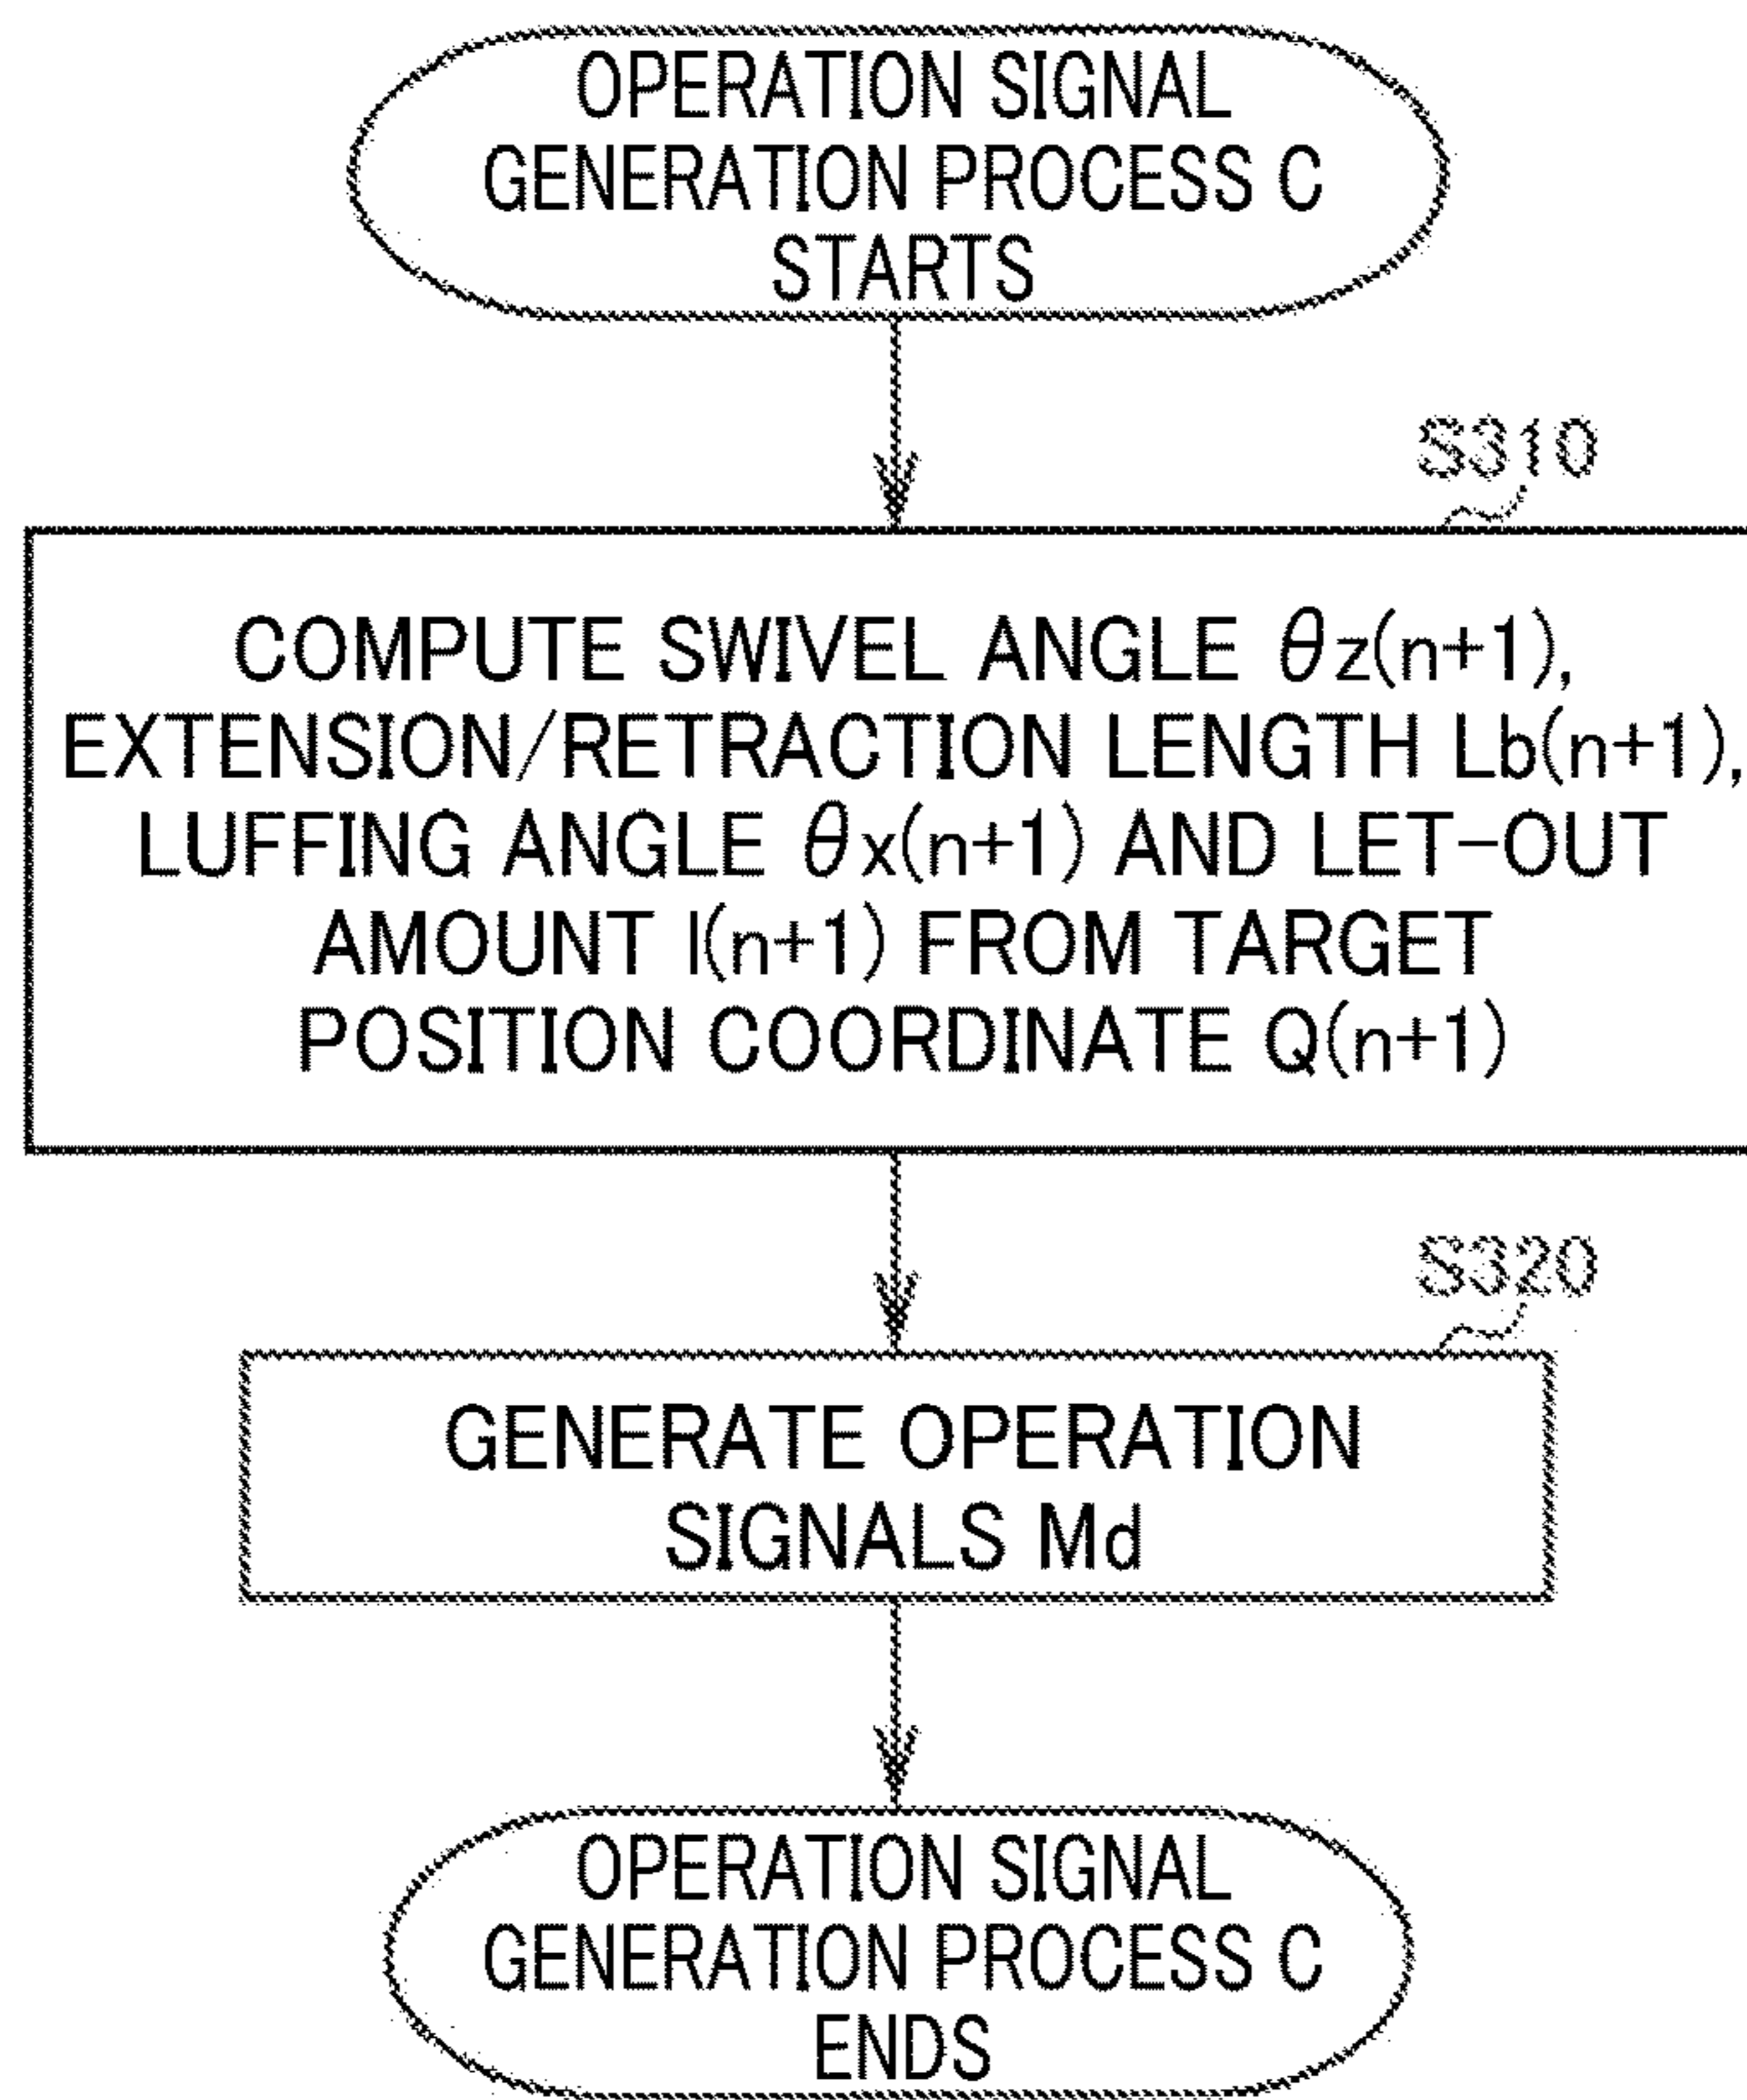 OPERATION SIGNAL
GENERATION PROCESS C
STARTS
S310
COMPUTE SWIVEL ANGLE θz(n+1),
EXTENSION/RETRACTION LENGTH Lb(n+1),
LUFFING ANGLE θx(n+1) AND LET-OUT
AMOUNT l(n+1) FROM TARGET
POSITION COORDINATE Q(n+1)
S320
GENERATE OPERATION
SIGNALS Md
OPERATION SIGNAL
GENERATION PROCESS C
ENDS